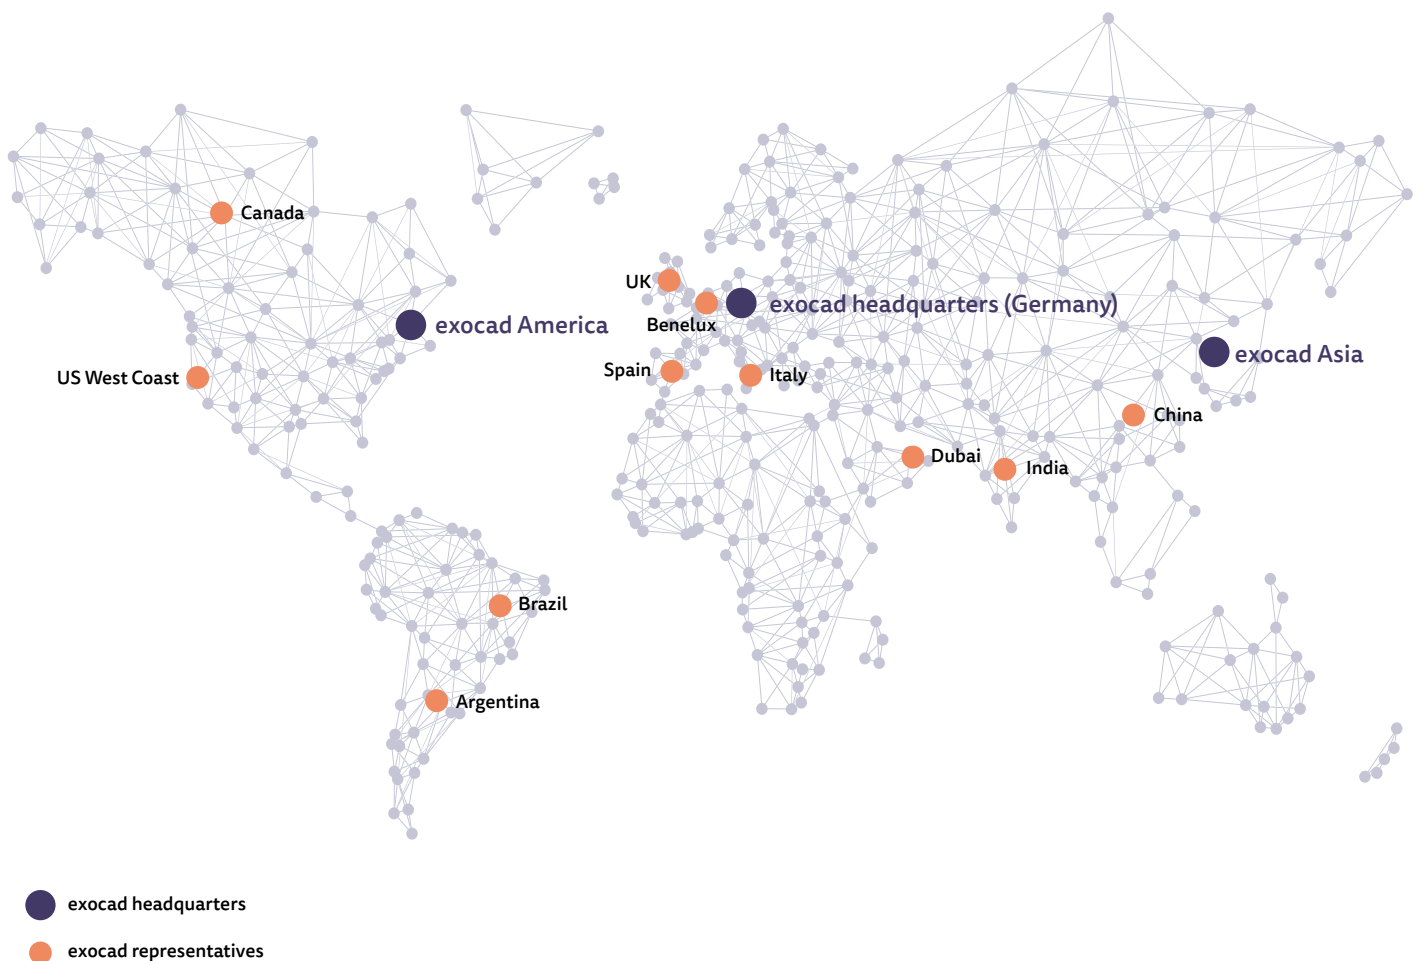 Canada
UK
exocad headquarters (Germany)
Benelux
exocad America
exocad Asia
Spain
Italy
US West Coast
China
Dubai
India
Brazil
Argentina
exocad headquarters
exocad representatives